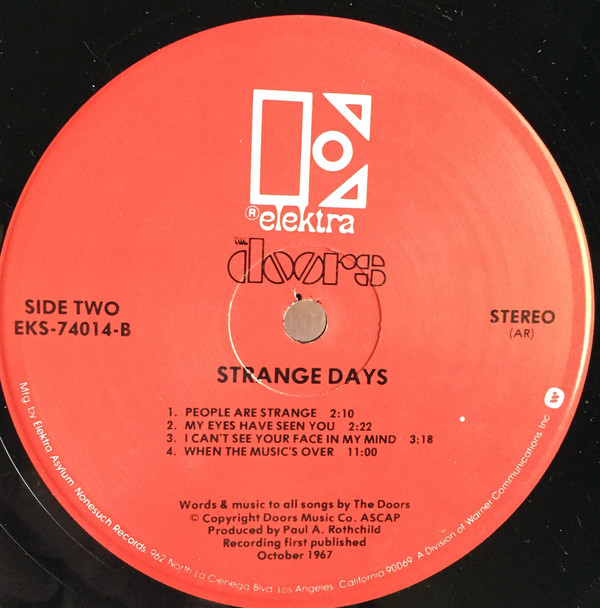 ® elektra
THE
doors
SIDE TWO
EKS-74014-B
STEREO
(AR)
STRANGE DAYS
1. PEOPLE ARE STRANGE 2:10
2. MY EYES HAVE SEEN YOU 2:22
3. I CAN'T SEE YOUR FACE IN MY MIND 3:18
4. WHEN THE MUSIC'S OVER 11:00
Words & music to all songs by The Doors
© Copyright Doors Music Co. ASCAP
Produced by Paul A. Rothchild
Recording first published
October 1967
Mfg. by Elektra Asylum Nonesuch Records, 962 North La Cienega Blvd. Los Angeles, California 90069. A Division of Warner Communications Inc.